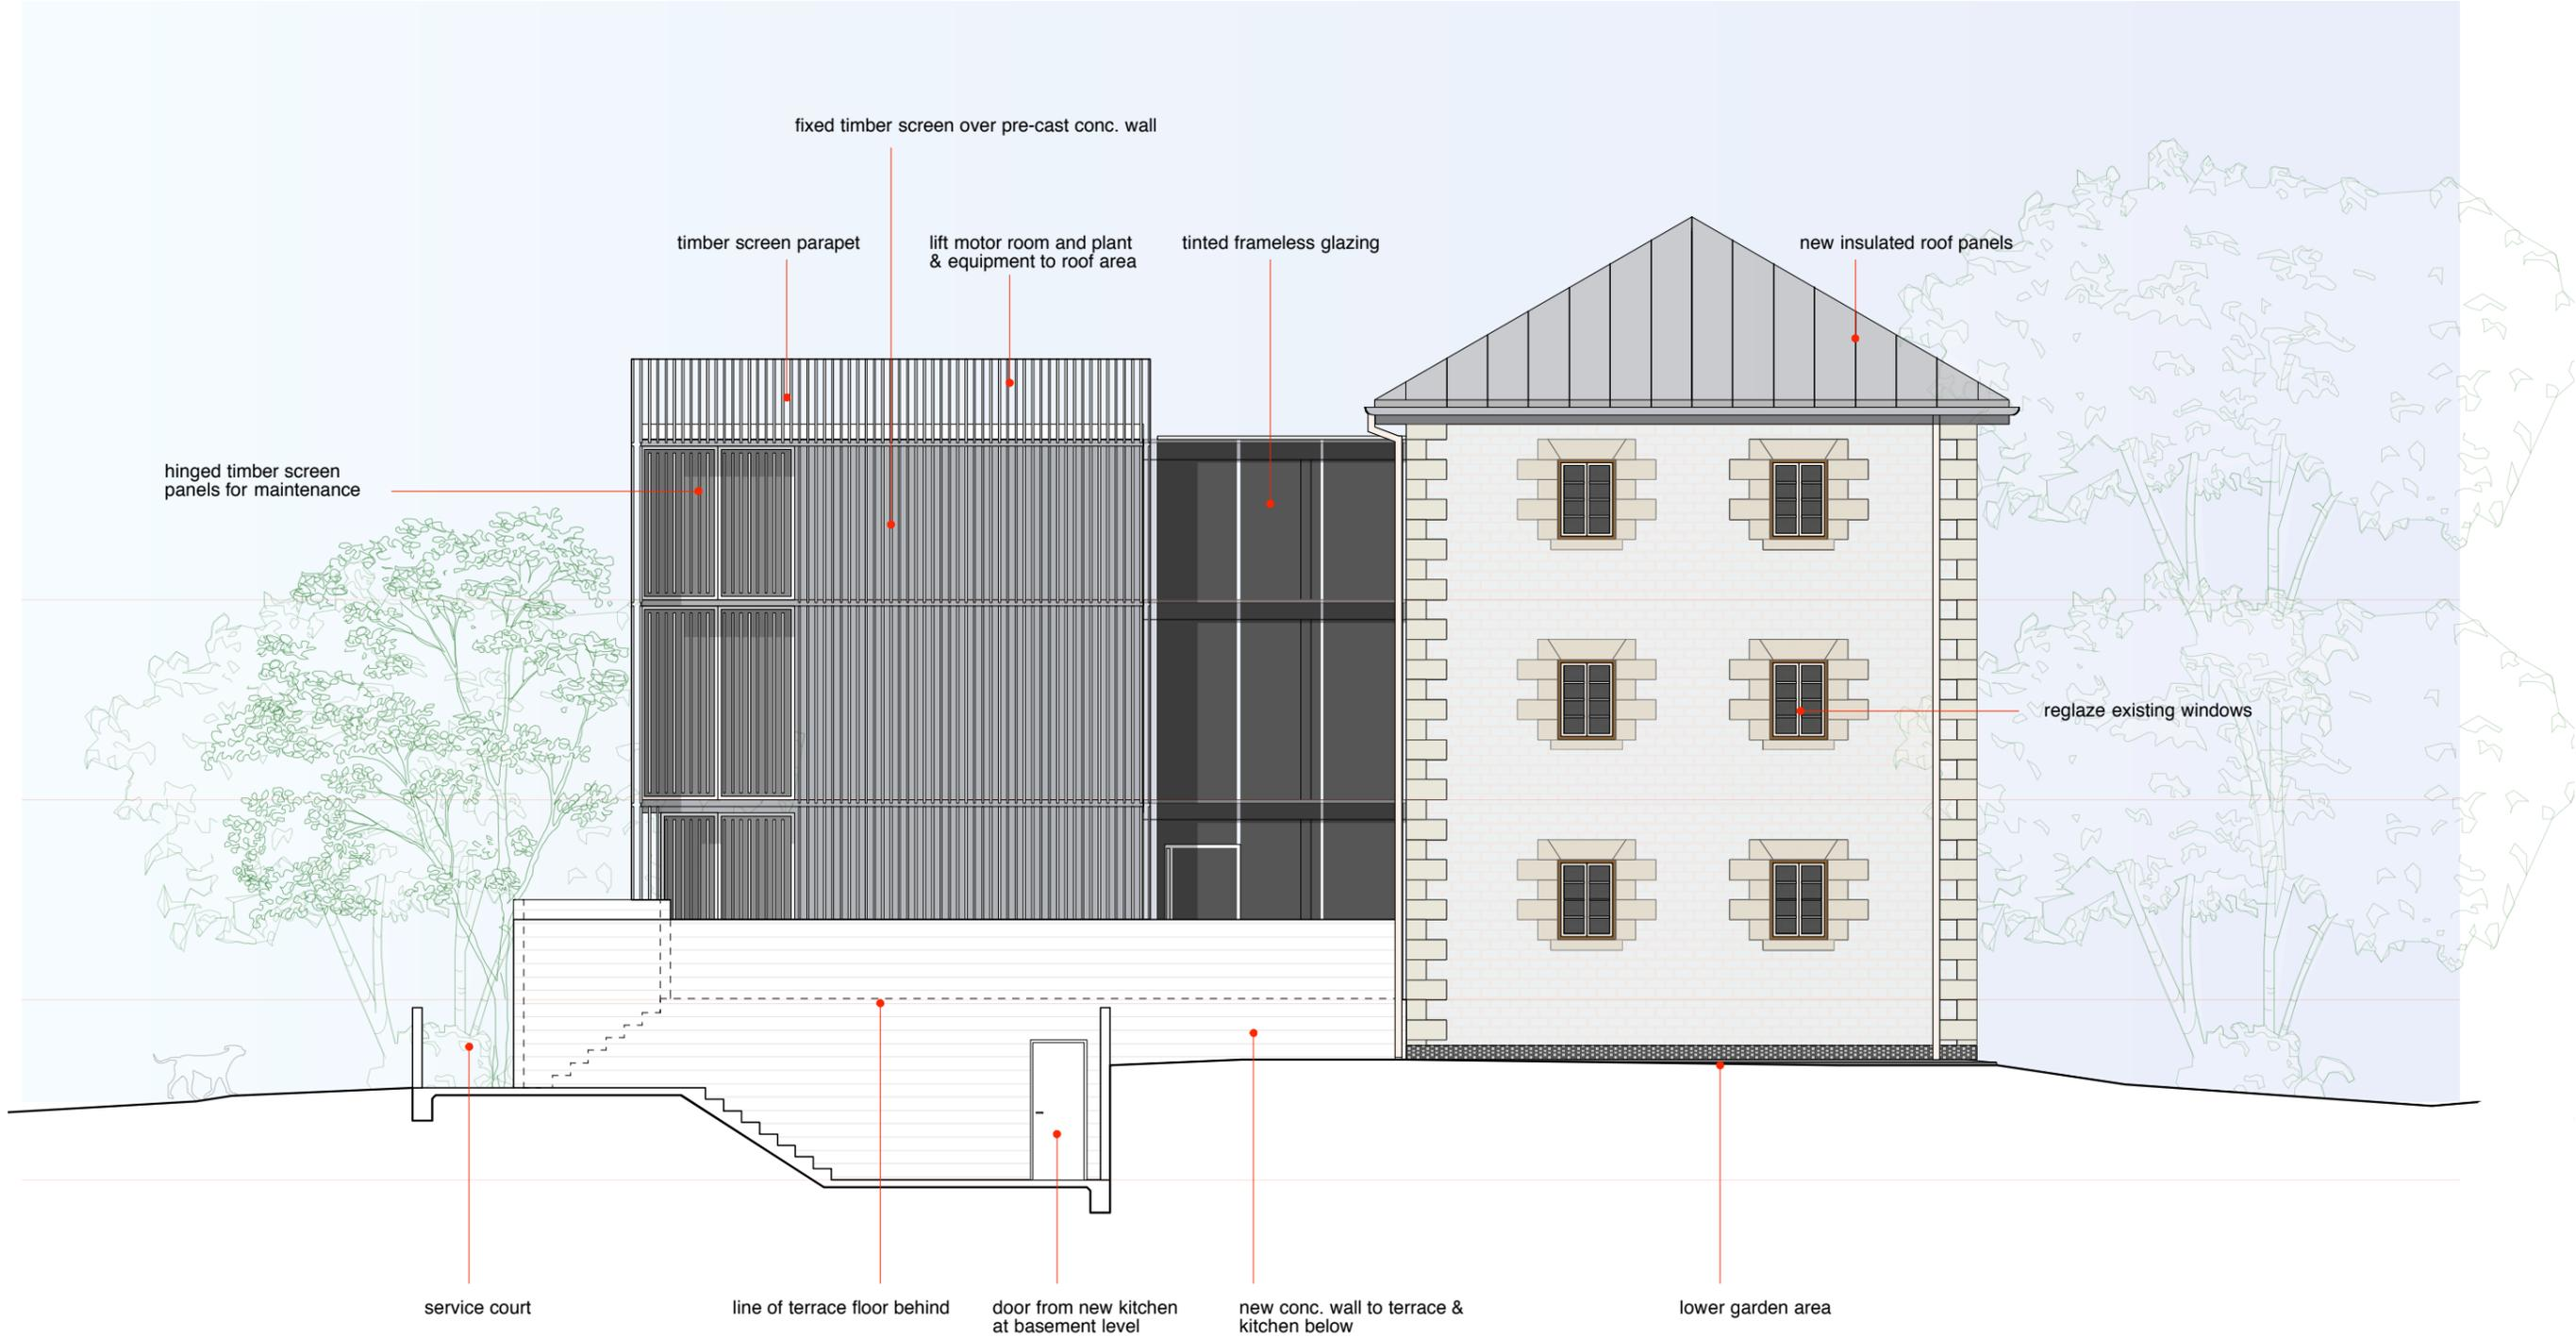 fixed timber screen over pre-cast conc. wall
timber screen parapet
lift motor room and plant
& equipment to roof area
tinted frameless glazing
new insulated roof panels
hinged timber screen
panels for maintenance
reglaze existing windows
service court
line of terrace floor behind
door from new kitchen
at basement level
new conc. wall to terrace &
kitchen below
lower garden area